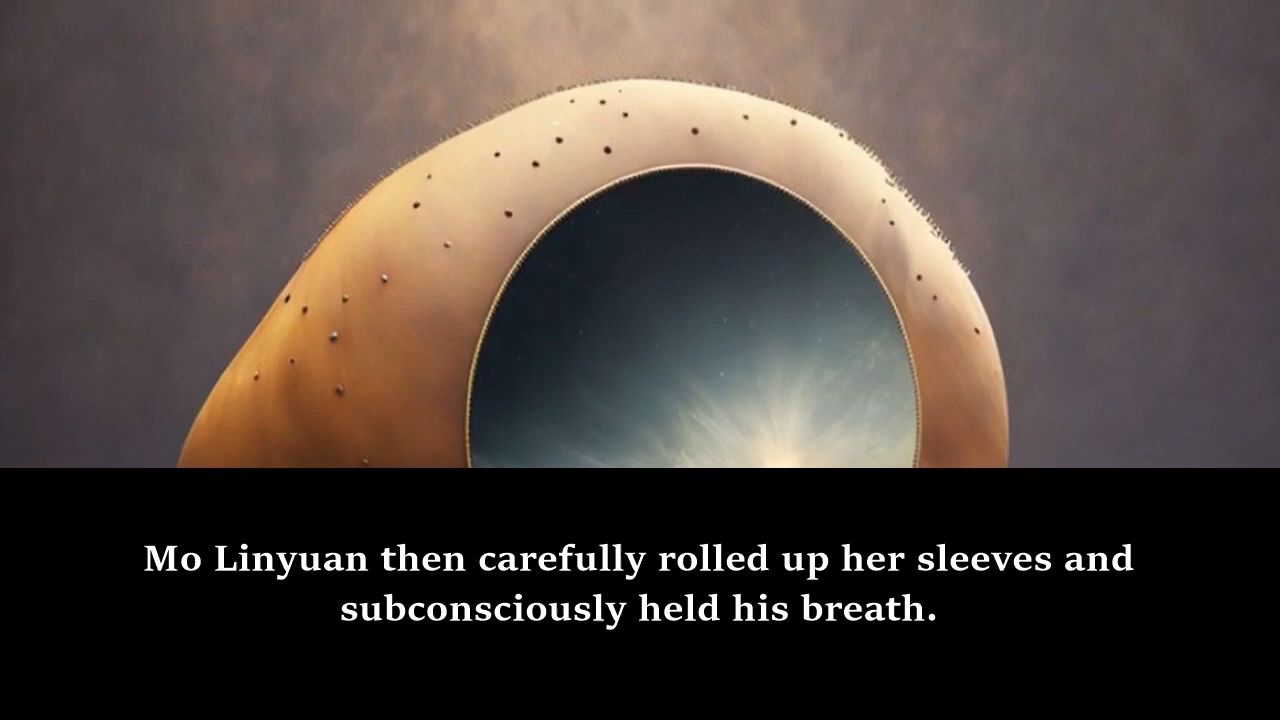 Mo Linyuan then carefully rolled up her sleeves and
subconsciously held his breath.